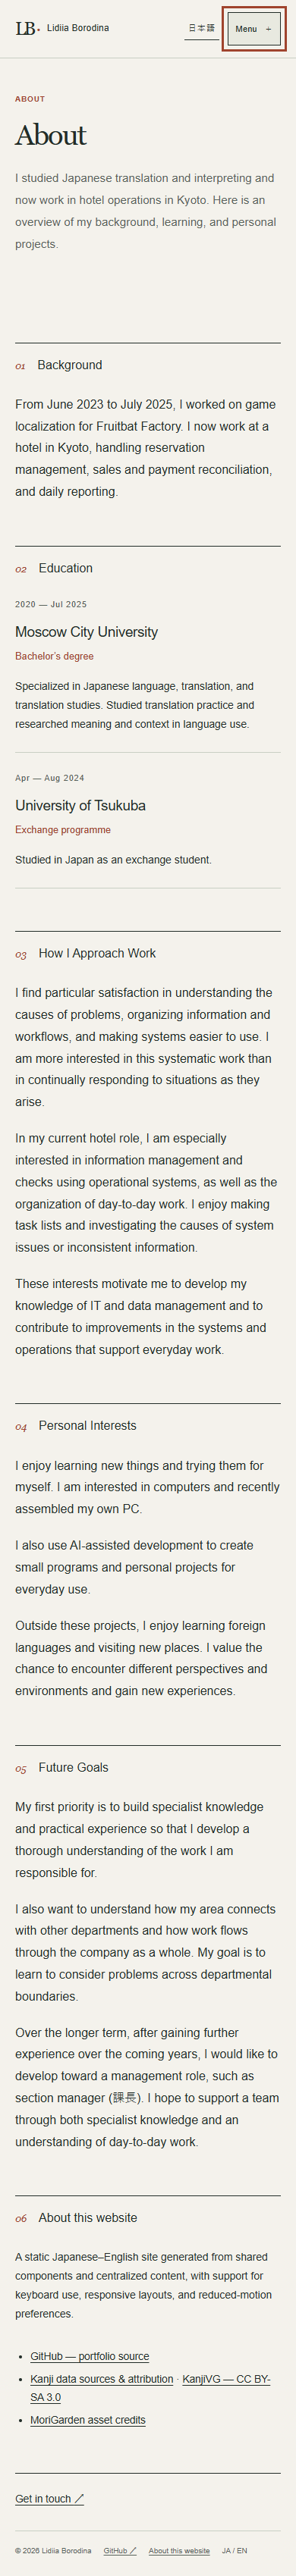 LB. Lidiia Borodina 日本語 Menu +
ABOUT
About
I studied Japanese translation and interpreting and
now work in hotel operations in Kyoto. Here is an
overview of my background, learning, and personal
projects.
01 Background
From June 2023 to July 2025, I worked on game
localization for Fruitbat Factory. I now work at a
hotel in Kyoto, handling reservation
management, sales and payment reconciliation,
and daily reporting.
02 Education
2020 — Jul 2025
Moscow City University
Bachelor's degree
Specialized in Japanese language, translation, and
translation studies. Studied translation practice and
researched meaning and context in language use.
Apr — Aug 2024
University of Tsukuba
Exchange programme
Studied in Japan as an exchange student.
03 How I Approach Work
I find particular satisfaction in understanding the
causes of problems, organizing information and
workflows, and making systems easier to use. I
am more interested in this systematic work than
in continually responding to situations as they
arise.
In my current hotel role, I am especially
interested in information management and
checks using operational systems, as well as the
organization of day-to-day work. I enjoy making
task lists and investigating the causes of system
issues or inconsistent information.
These interests motivate me to develop my
knowledge of IT and data management and to
contribute to improvements in the systems and
operations that support everyday work.
04 Personal Interests
I enjoy learning new things and trying them for
myself. I am interested in computers and recently
assembled my own PC.
I also use AI-assisted development to create
small programs and personal projects for
everyday use.
Outside these projects, I enjoy learning foreign
languages and visiting new places. I value the
chance to encounter different perspectives and
environments and gain new experiences.
05 Future Goals
My first priority is to build specialist knowledge
and practical experience so that I develop a
thorough understanding of the work I am
responsible for.
I also want to understand how my area connects
with other departments and how work flows
through the company as a whole. My goal is to
learn to consider problems across departmental
boundaries.
Over the longer term, after gaining further
experience over the coming years, I would like to
develop toward a management role, such as
section manager (課長). I hope to support a team
through both specialist knowledge and an
understanding of day-to-day work.
06 About this website
A static Japanese–English site generated from shared
components and centralized content, with support for
keyboard use, responsive layouts, and reduced-motion
preferences.
• GitHub — portfolio source
• Kanji data sources & attribution · KanjiVG — CC BY-
SA 3.0
• MoriGarden asset credits
Get in touch ↗
© 2026 Lidiia Borodina GitHub ↗ About this website JA / EN